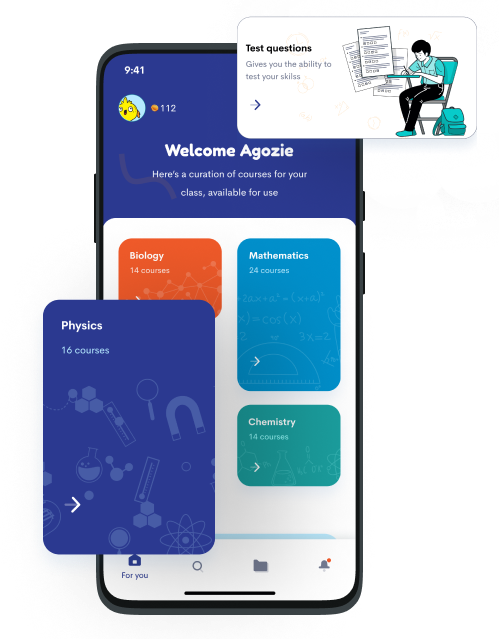 Test questions
Gives you the ability to
test your skilss
9:41
112
Welcome Agozie
Here's a curation of courses for your
class, available for use
Biology
14 courses
Mathematics
24 courses
Physics
16 courses
3x=2
Chemistry
14 courses
For you